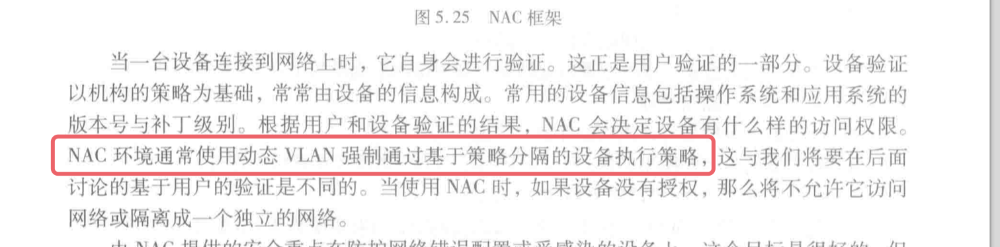 图 5.25 NAC 框架
当一台设备连接到网络上时，它自身会进行验证。这正是用户验证的一部分。设备验证
以机构的策略为基础，常常由设备的信息构成。常用的设备信息包括操作系统和应用系统的
版本号与补丁级别。根据用户和设备验证的结果，NAC 会决定设备有什么样的访问权限。
NAC 环境通常使用动态 VLAN 强制通过基于策略分隔的设备执行策略，这与我们将要在后面
讨论的基于用户的验证是不同的。当使用 NAC 时，如果设备没有授权，那么将不允许它访问
网络或隔离成一个独立的网络。